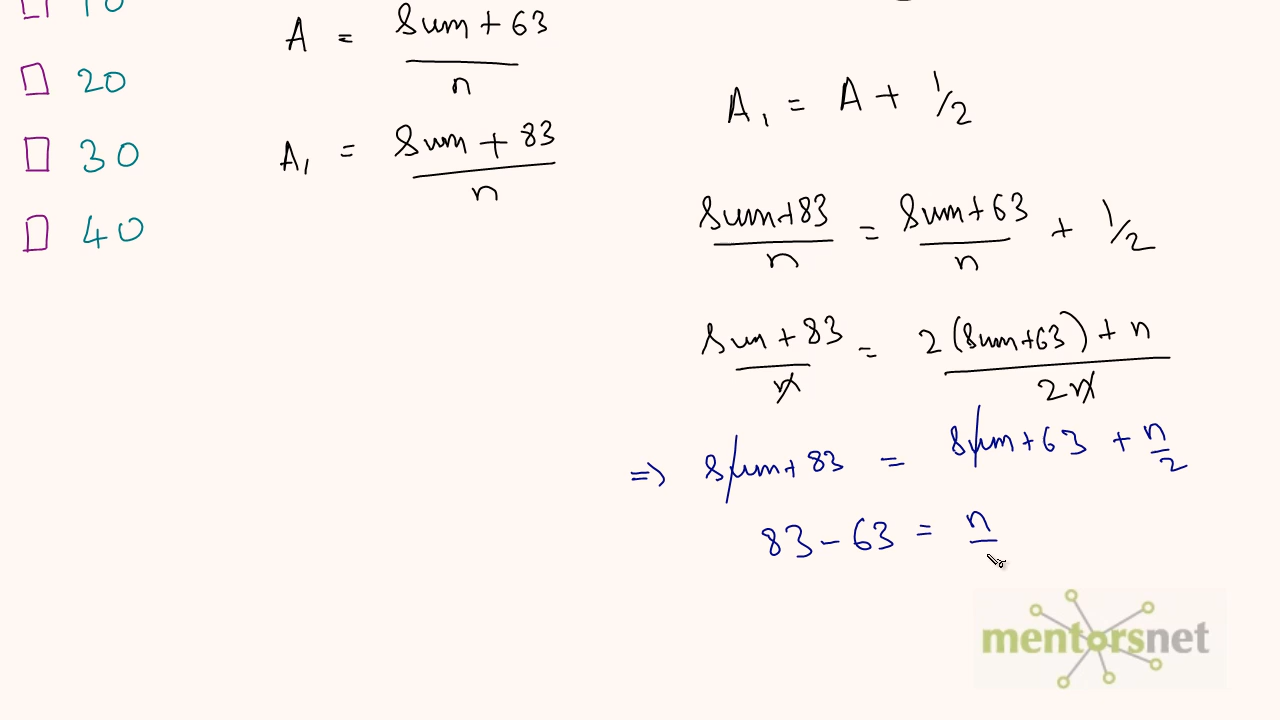 10
20
30
40
A = Sum + 63
n
A₁ = Sum + 83
n
A₁ = A + 1/2
Sum+83 = Sum+63 + 1/2
n n
Sum + 83 = 2(Sum+63) + n
n 2n
=> Sum + 83 = Sum + 63 + n/2
83 - 63 = n
mentorsnet